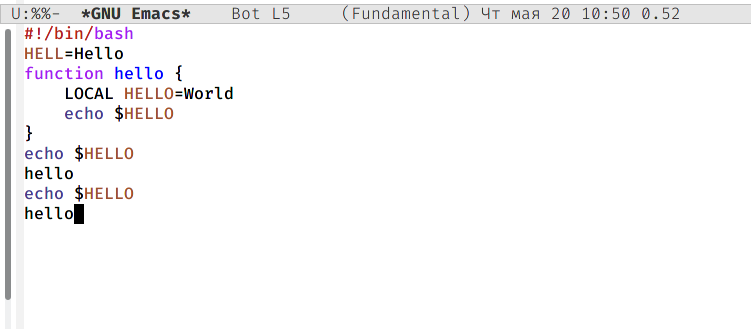 U:%%-  *GNU Emacs*    Bot L5     (Fundamental) Чт мая 20 10:50 0.52
#!/bin/bash
HELL=Hello
function hello {
    LOCAL HELLO=World
    echo $HELLO
}
echo $HELLO
hello
echo $HELLO
hello